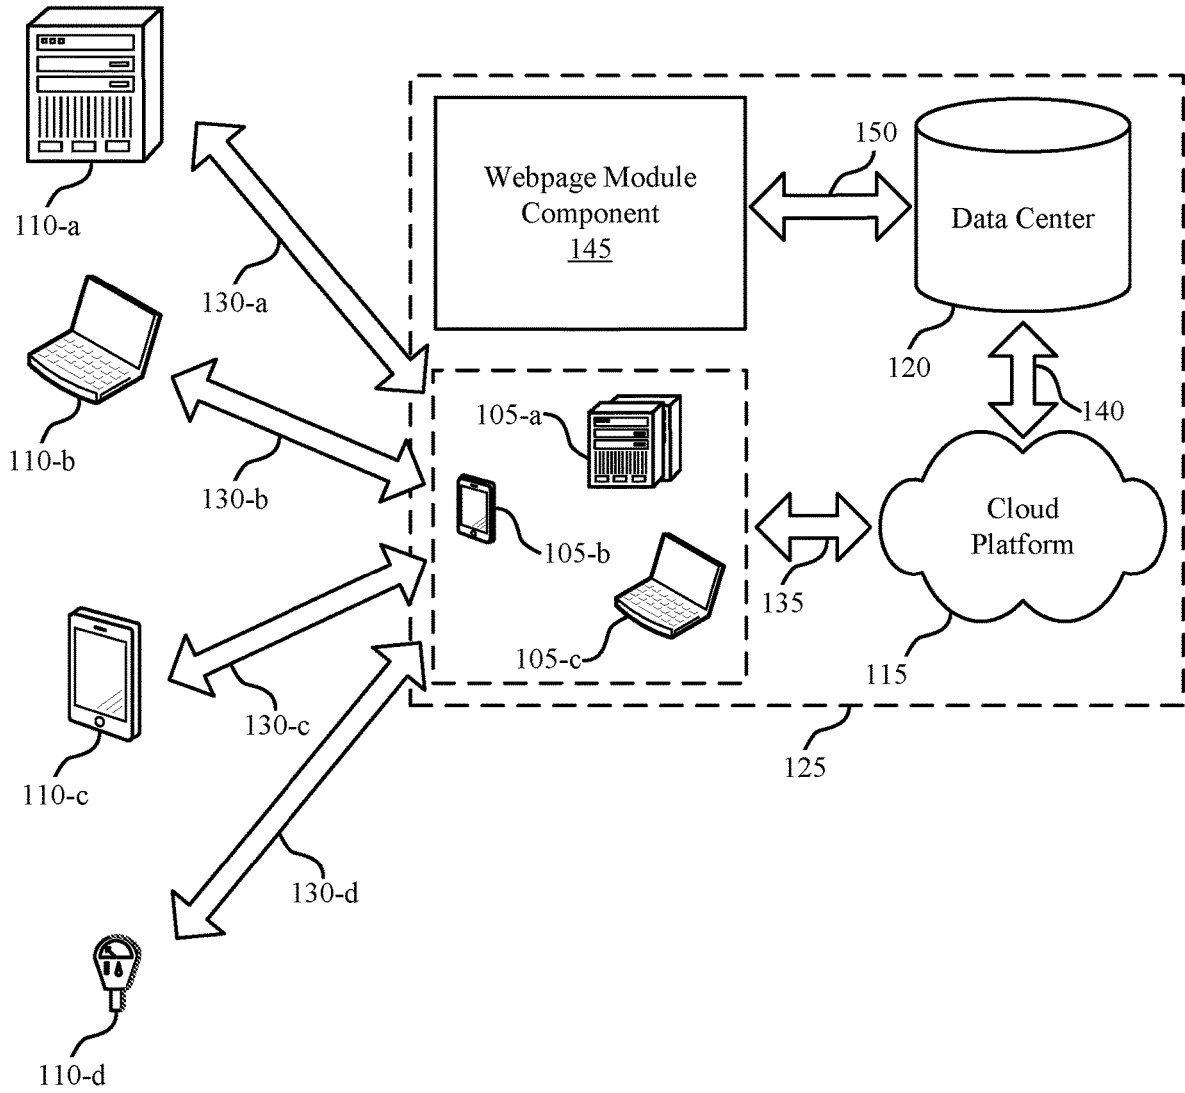 110-a
130-a
110-b
130-b
110-c
130-c
110-d
130-d
Webpage Module
Component
145
150
Data Center
120
140
105-a
105-b
105-c
135
Cloud
Platform
115
125